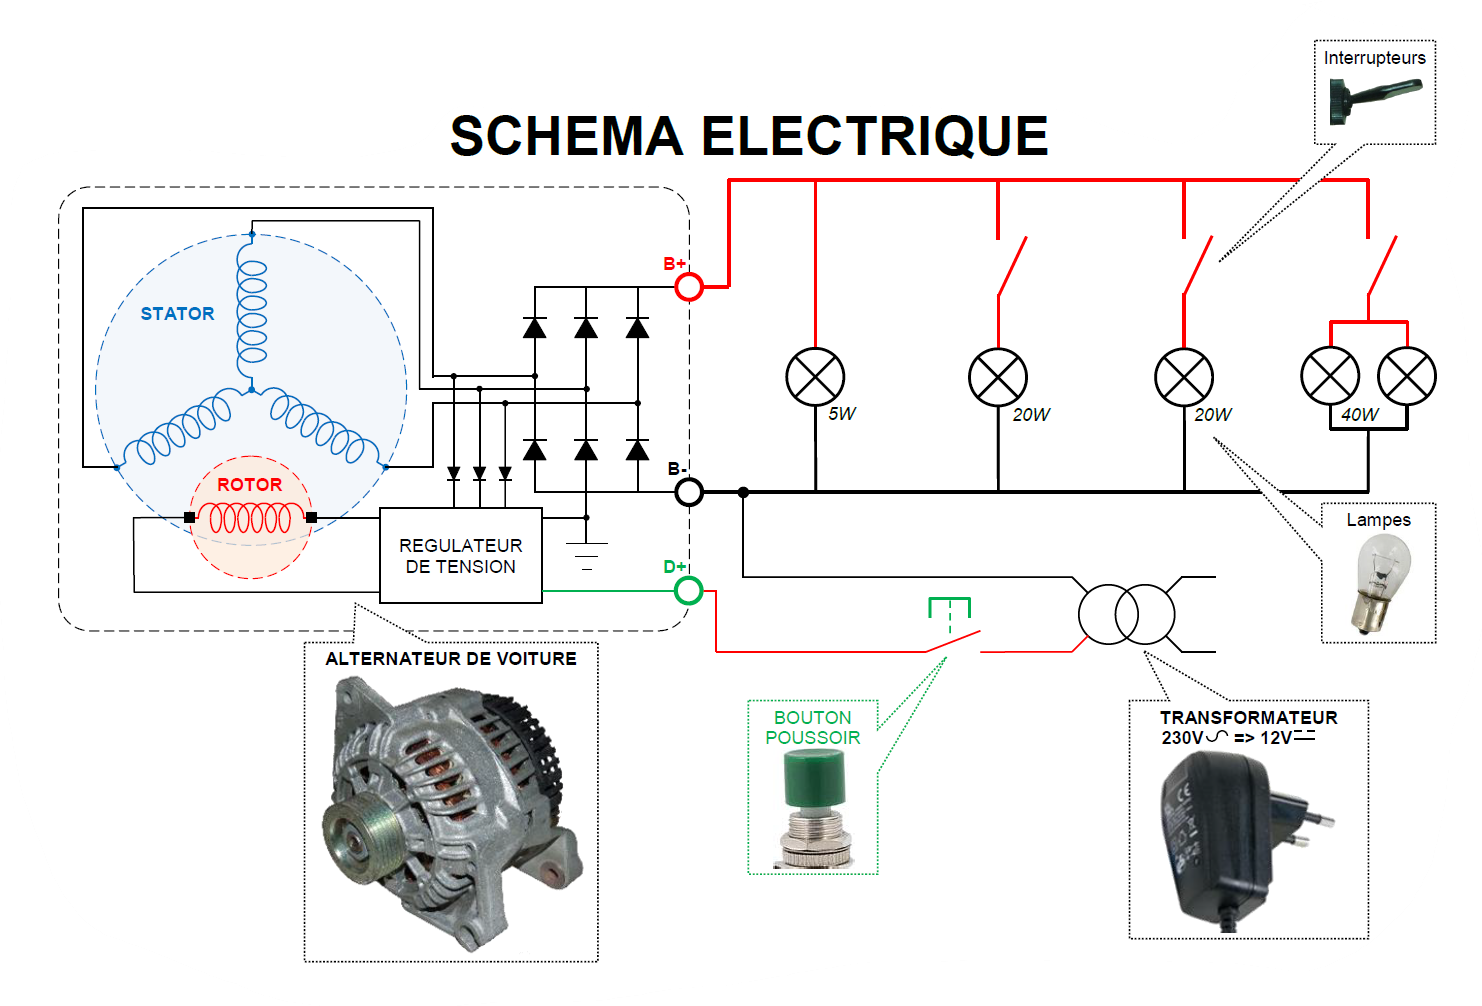 SCHEMA ELECTRIQUE
Interrupteurs
STATOR
B+
ROTOR
B-
REGULATEUR
DE TENSION
D+
5W
20W
20W
40W
Lampes
ALTERNATEUR DE VOITURE
BOUTON
POUSSOIR
TRANSFORMATEUR
230V => 12V